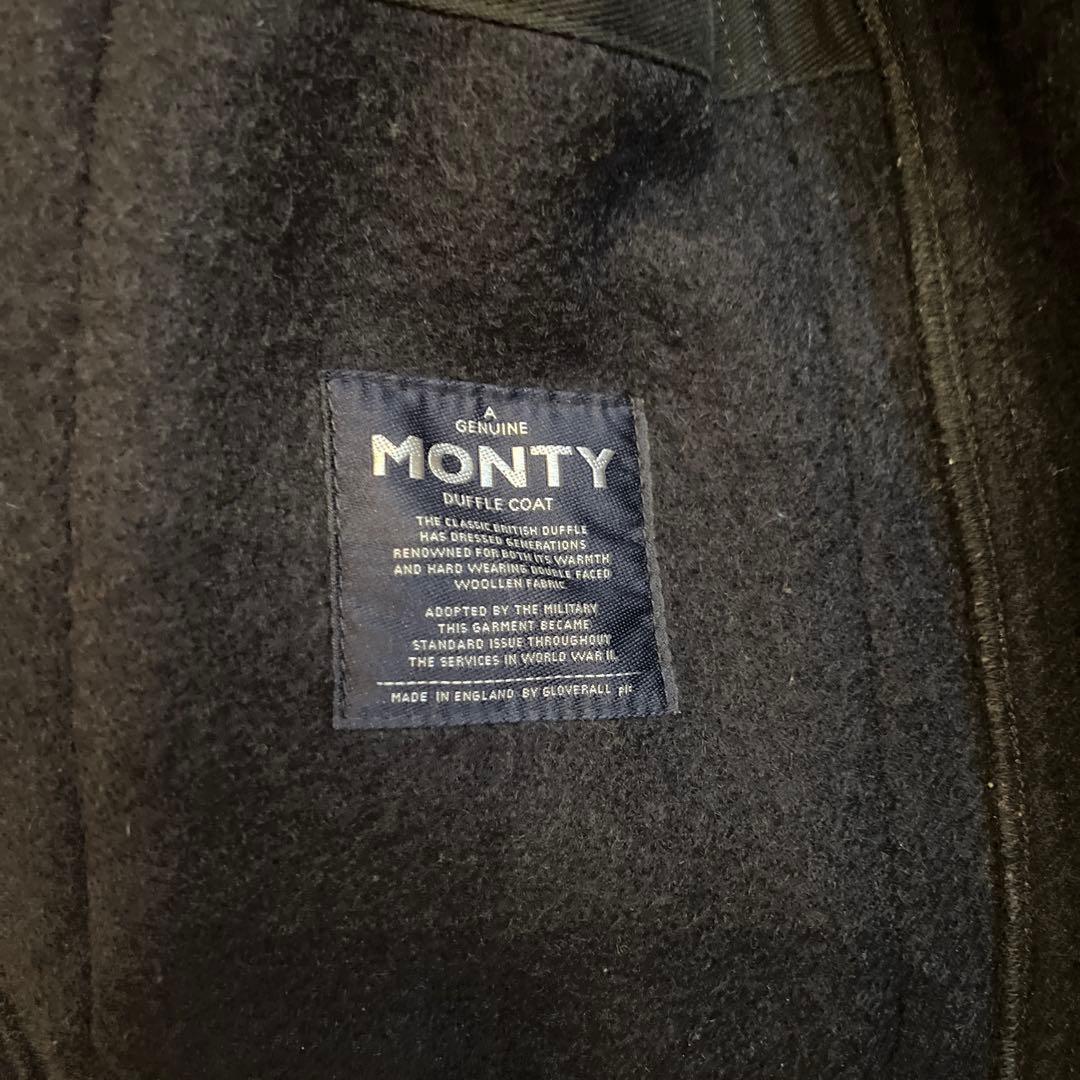 A
GENUINE
MONTY
DUFFLE COAT
THE CLASSIC BRITISH DUFFLE
HAS DRESSED GENERATIONS
RENOWNED FOR BOTH ITS WARMTH
AND HARD WEARING DOUBLE FACED
WOOLLEN FABRIC
ADOPTED BY THE MILITARY
THIS GARMENT BECAME
STANDARD ISSUE THROUGHOUT
THE SERVICES IN WORLD WAR II.
MADE IN ENGLAND BY GLOVERALL plc